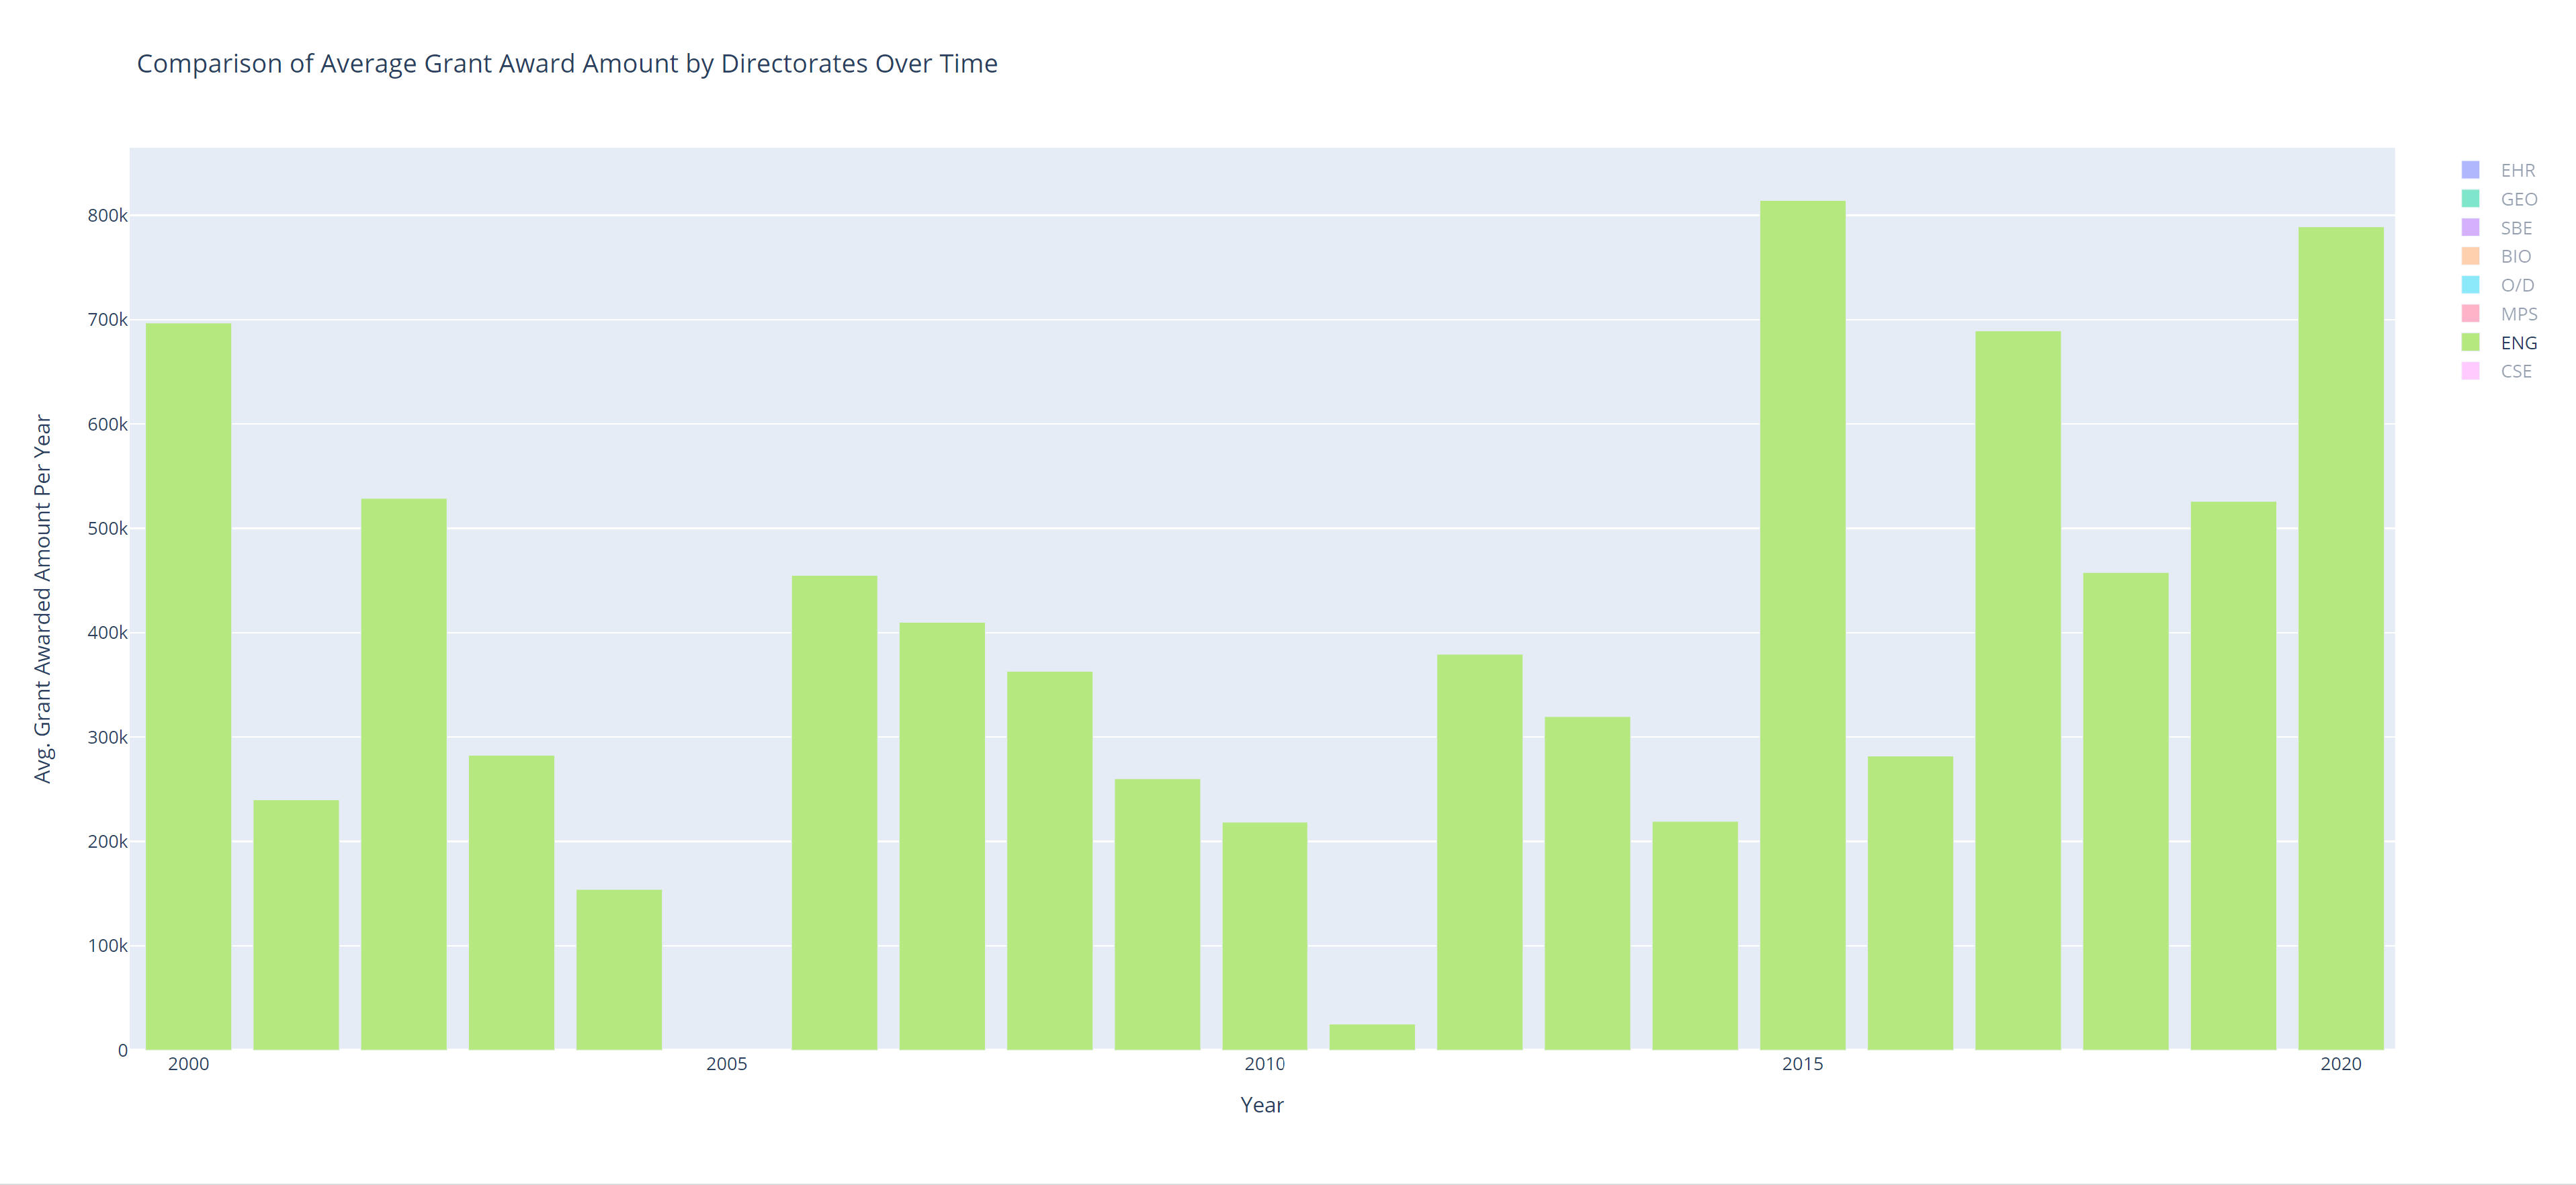 Comparison of Average Grant Award Amount by Directorates Over Time
800k
700k
600k
500k
400k
300k
200k
100k
0
Avg. Grant Awarded Amount Per Year
2000 2005 2010 2015 2020
Year
EHR
GEO
SBE
BIO
O/D
MPS
ENG
CSE